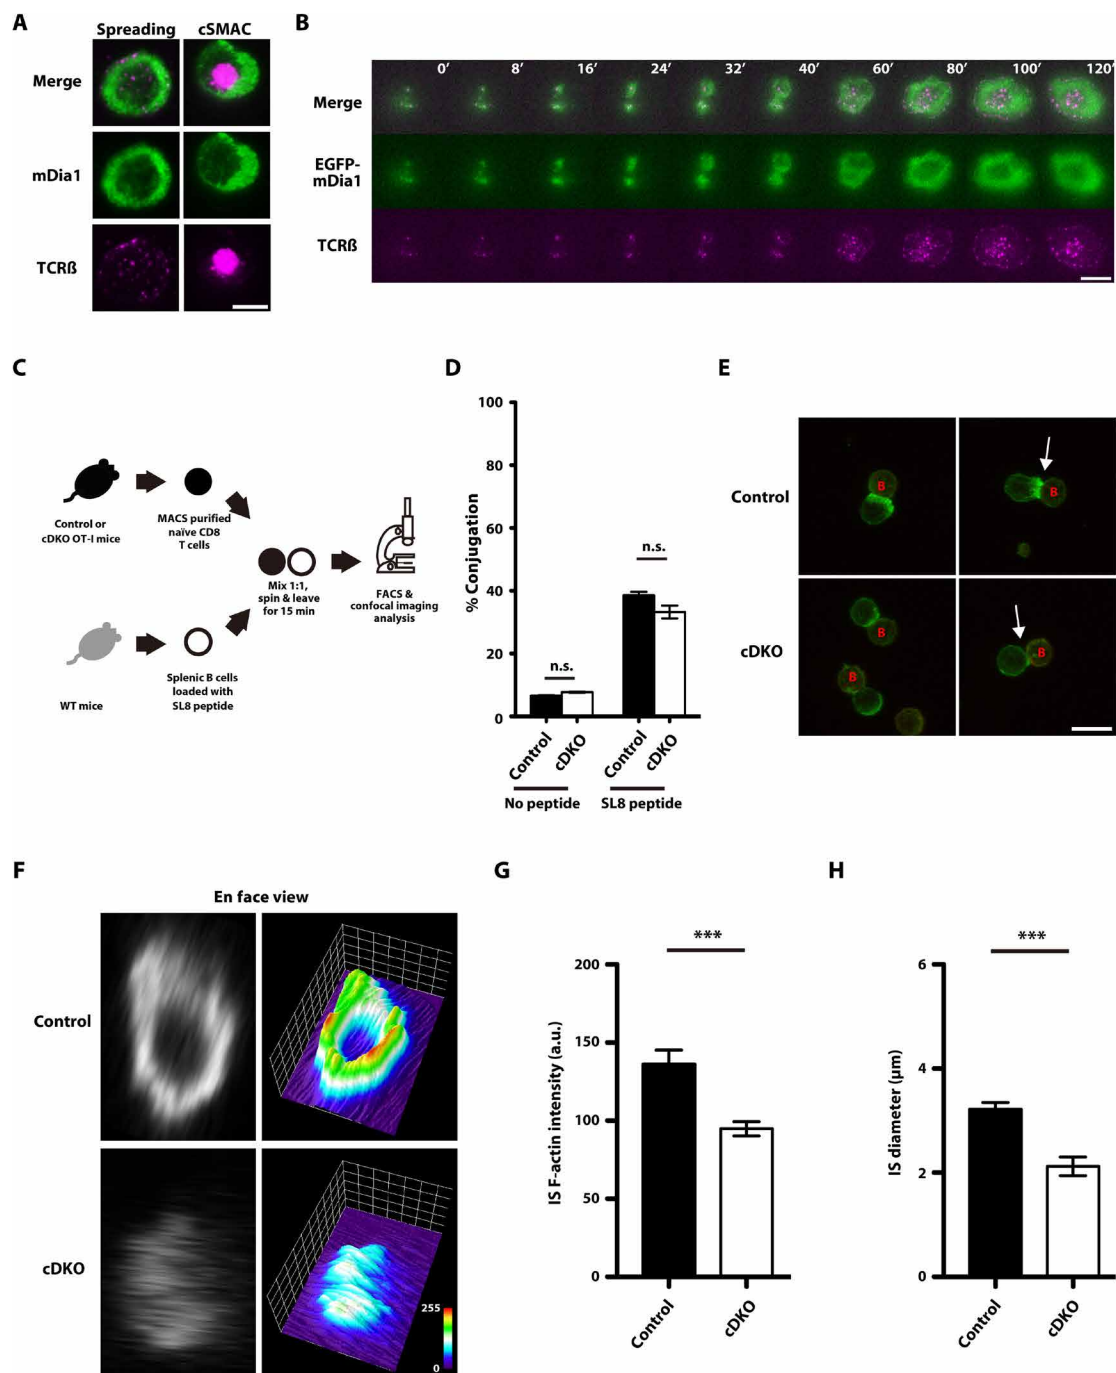 A
Spreading
cSMAC
Merge
mDia1
TCRß
B
0′ 8′ 16′ 24′ 32′ 40′ 60′ 80′ 100′ 120′
Merge
EGFP-
mDia1
TCRß
C
Control or
cDKO OT-I mice
MACS purified
naïve CD8
T cells
Mix 1:1,
spin & leave
for 15 min
FACS &
confocal imaging
analysis
WT mice
Splenic B cells
loaded with
SL8 peptide
D
% Conjugation
100
80
60
40
20
0
n.s.
n.s.
Control
cDKO
Control
cDKO
No peptide
SL8 peptide
E
Control
B
B
cDKO
B
B
B
F
En face view
Control
cDKO
255
0
G
***
IS F-actin intensity (a.u.)
200
150
100
50
0
Control
cDKO
H
***
IS diameter (µm)
6
4
2
0
Control
cDKO